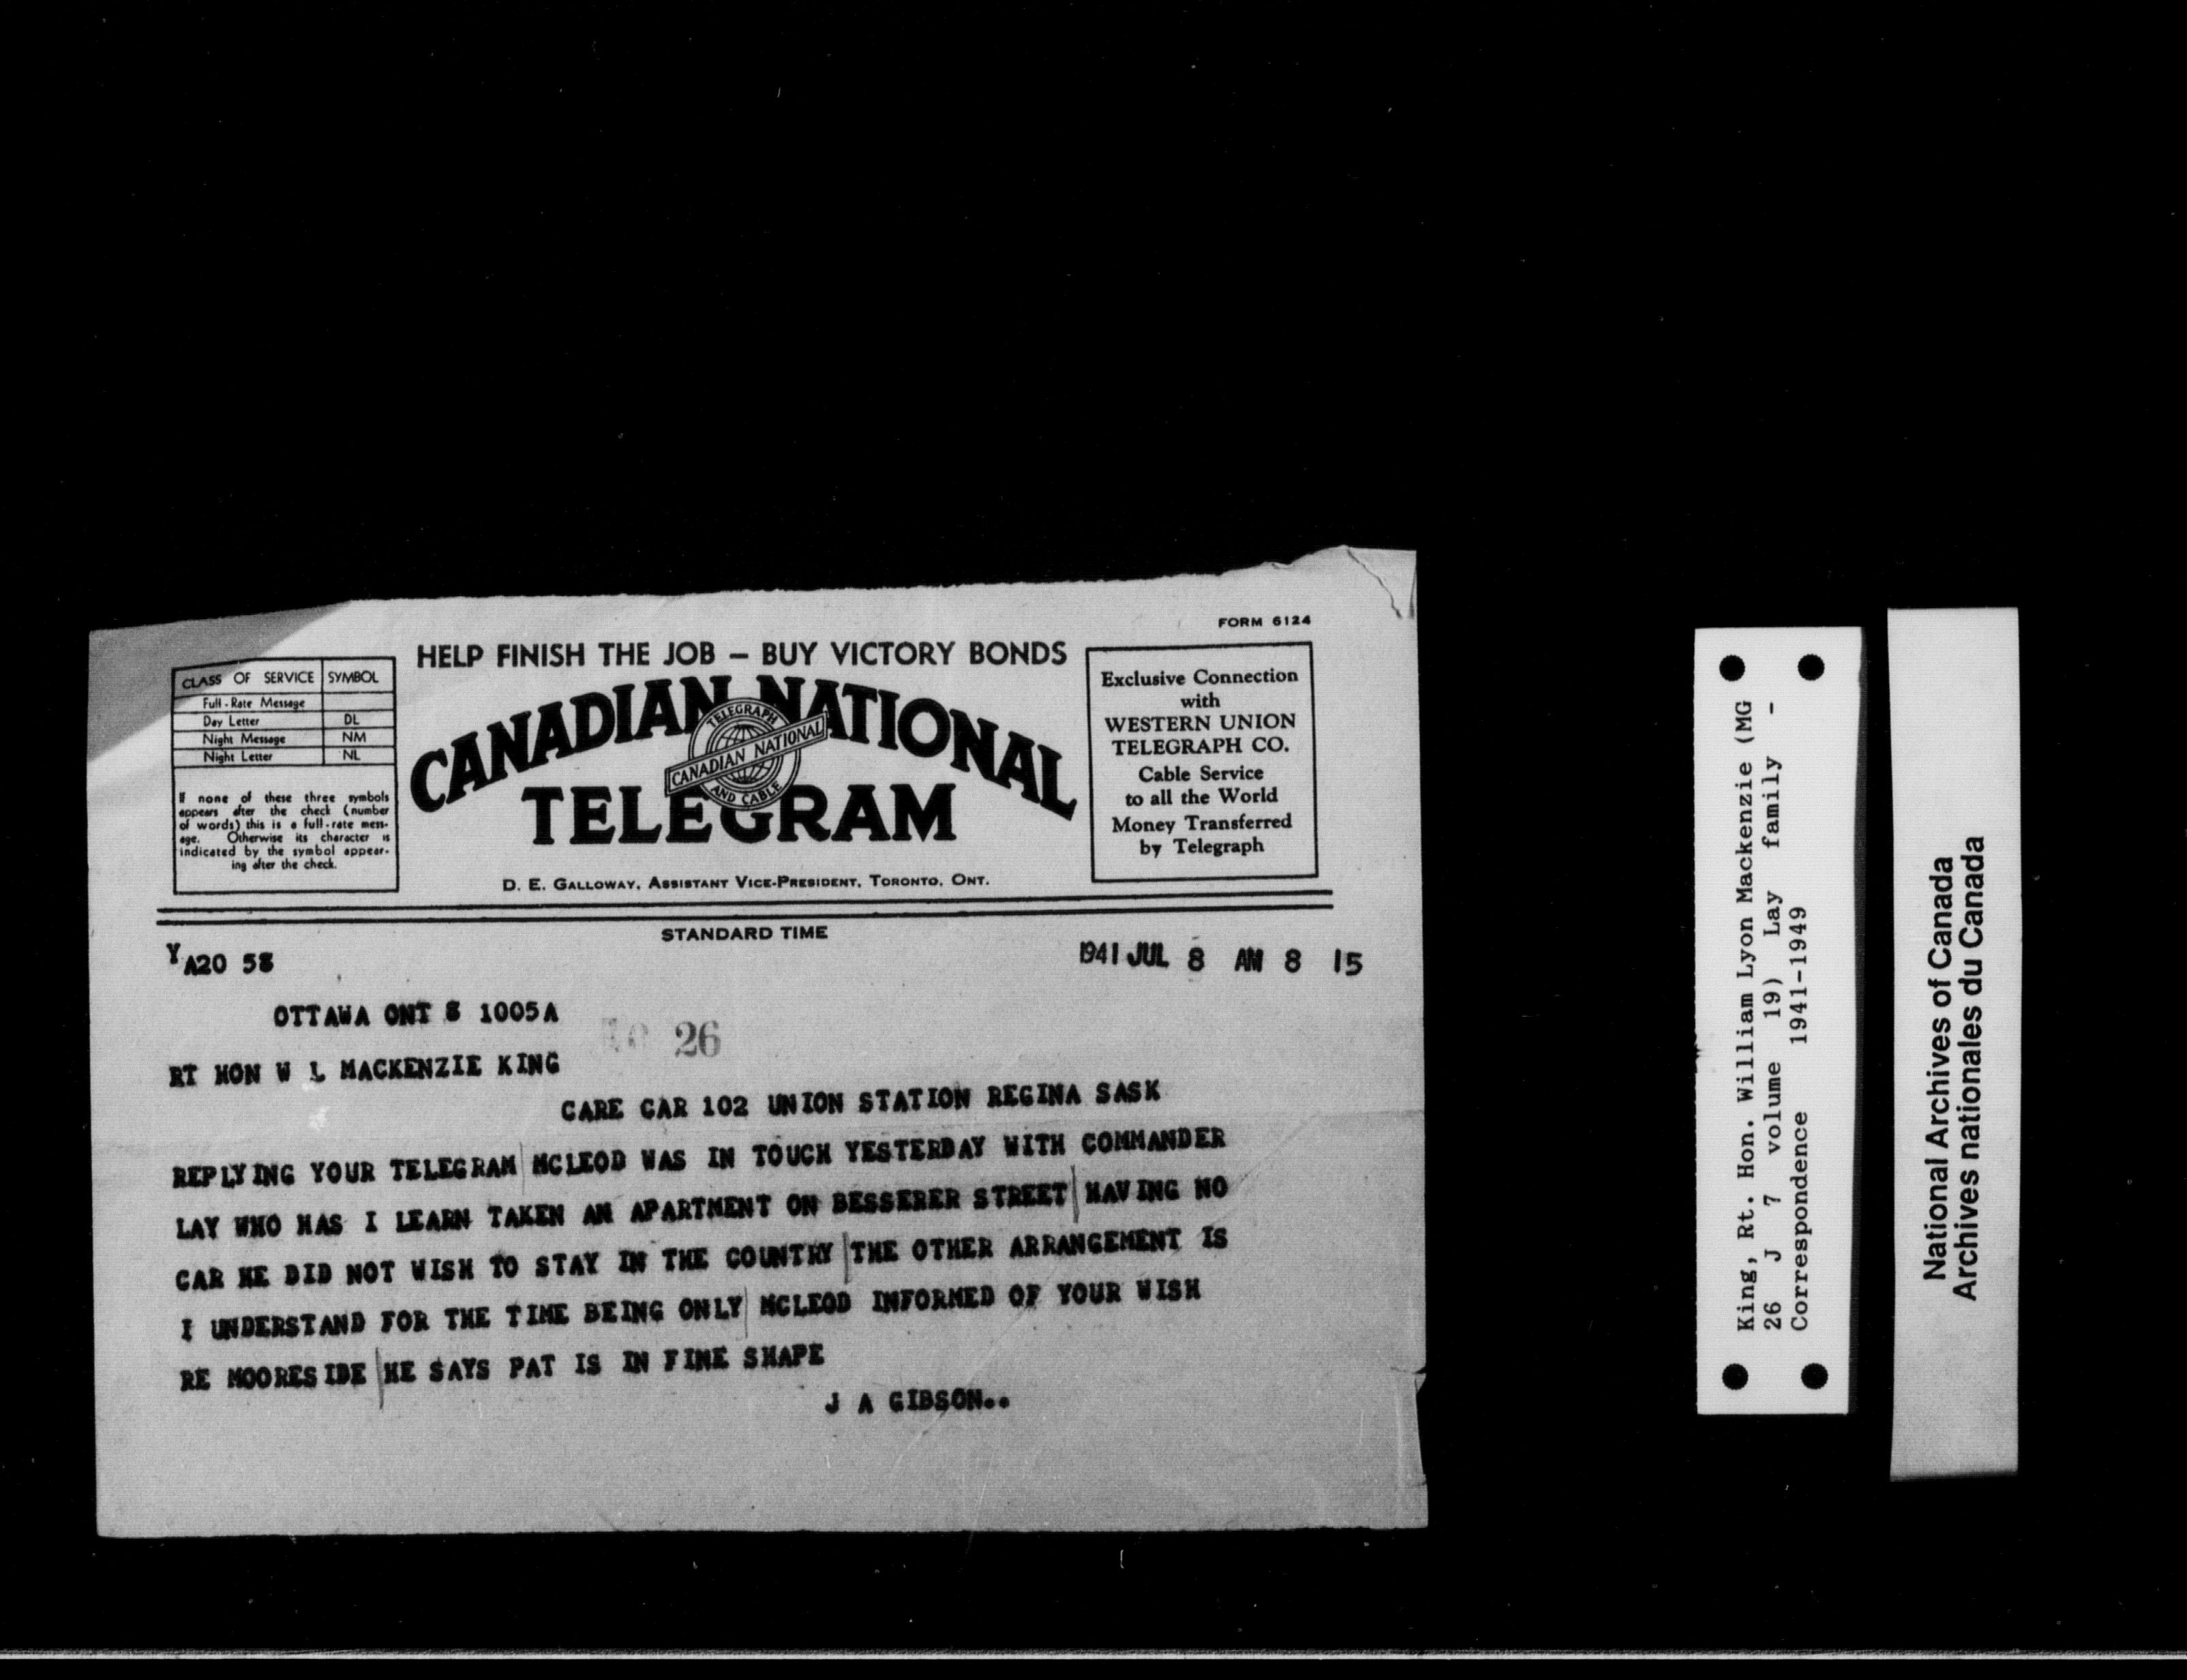 FORM 6124
HELP FINISH THE JOB – BUY VICTORY BONDS
CLASS OF SERVICE SYMBOL
Full-Rate Message
Day Letter DL
Night Message NM
Night Letter NL
If none of these three symbols
appears after the check (number
of words) this is a full-rate mess-
age. Otherwise its character is
indicated by the symbol appear-
ing after the check.
CANADIAN NATIONAL
TELEGRAM
TELEGRAPH
CANADIAN NATIONAL
AND CABLE
D. E. GALLOWAY, ASSISTANT VICE-PRESIDENT, TORONTO, ONT.
Exclusive Connection
with
WESTERN UNION
TELEGRAPH CO.
Cable Service
to all the World
Money Transferred
by Telegraph
STANDARD TIME
YA20 58
1941 JUL 8 AM 8 15
OTTAWA ONT 8 1005A
26
RT HON W L MACKENZIE KING
CARE CAR 102 UNION STATION REGINA SASK
REPLYING YOUR TELEGRAM MCLEOD WAS IN TOUCH YESTERDAY WITH COMMANDER
LAY WHO HAS I LEARN TAKEN AN APARTMENT ON BESSERER STREET HAVING NO
CAR HE DID NOT WISH TO STAY IN THE COUNTRY THE OTHER ARRANGEMENT IS
I UNDERSTAND FOR THE TIME BEING ONLY MCLEOD INFORMED OF YOUR WISH
RE MOORESIDE HE SAYS PAT IS IN FINE SHAPE
J A GIBSON..
King, Rt. Hon. William Lyon Mackenzie (MG
26 J 7 volume 19) Lay family -
Correspondence 1941-1949
National Archives of Canada
Archives nationales du Canada